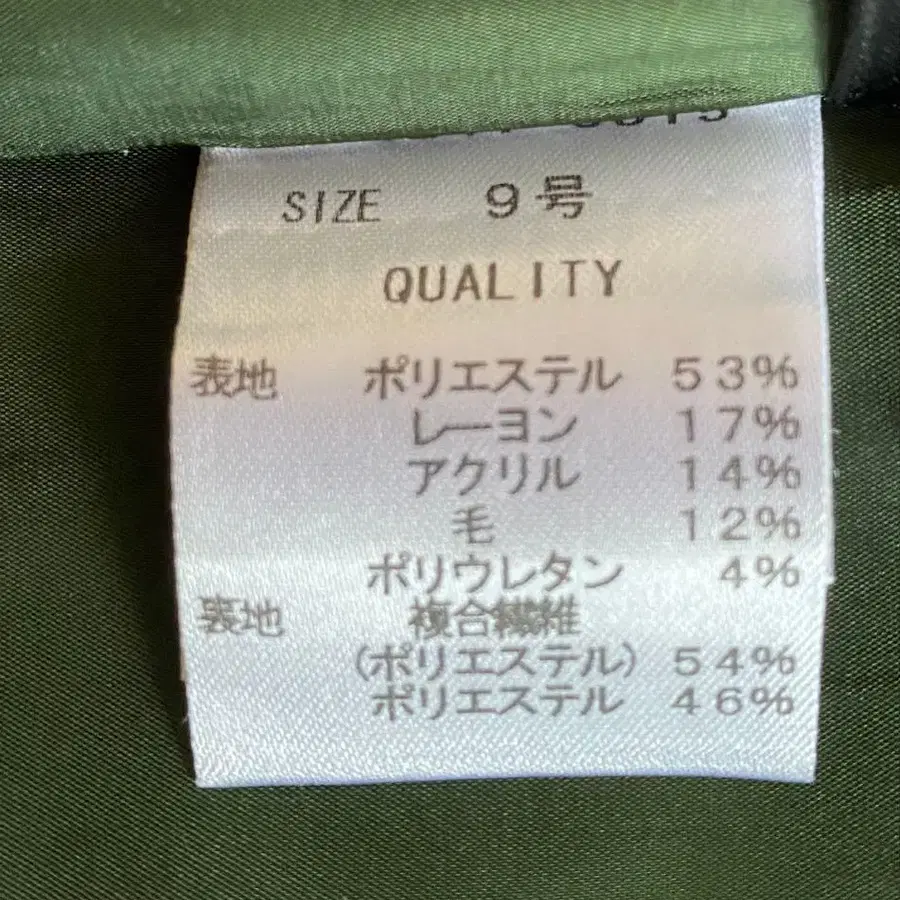 SIZE 9号
QUALITY
表地 ポリエステル 53%
レーヨン 17%
アクリル 14%
毛 12%
ポリウレタン 4%
表地 複合繊維
(ポリエステル) 54%
ポリエステル 46%